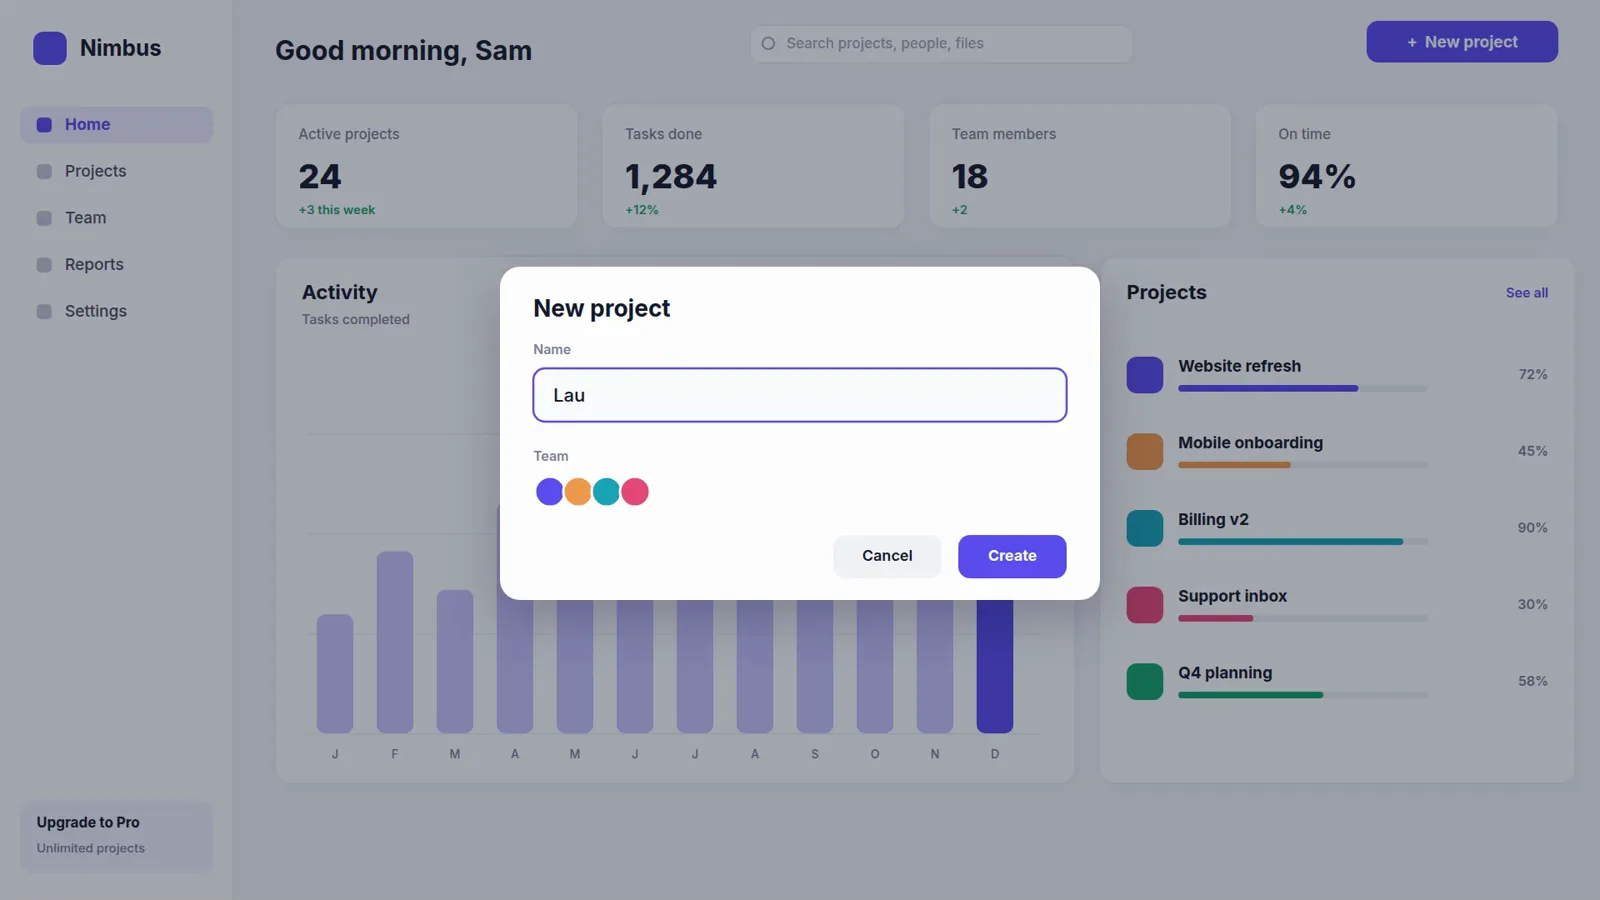 Nimbus
Home
Projects
Team
Reports
Settings
Upgrade to Pro
Unlimited projects
Good morning, Sam
Search projects, people, files
+ New project
Active projects
24
+3 this week
Tasks done
1,284
+12%
Team members
18
+2
On time
94%
+4%
Activity
Tasks completed
J F M A M J J A S O N D
New project
Name
Lau
Team
Cancel
Create
Projects
See all
Website refresh
72%
Mobile onboarding
45%
Billing v2
90%
Support inbox
30%
Q4 planning
58%